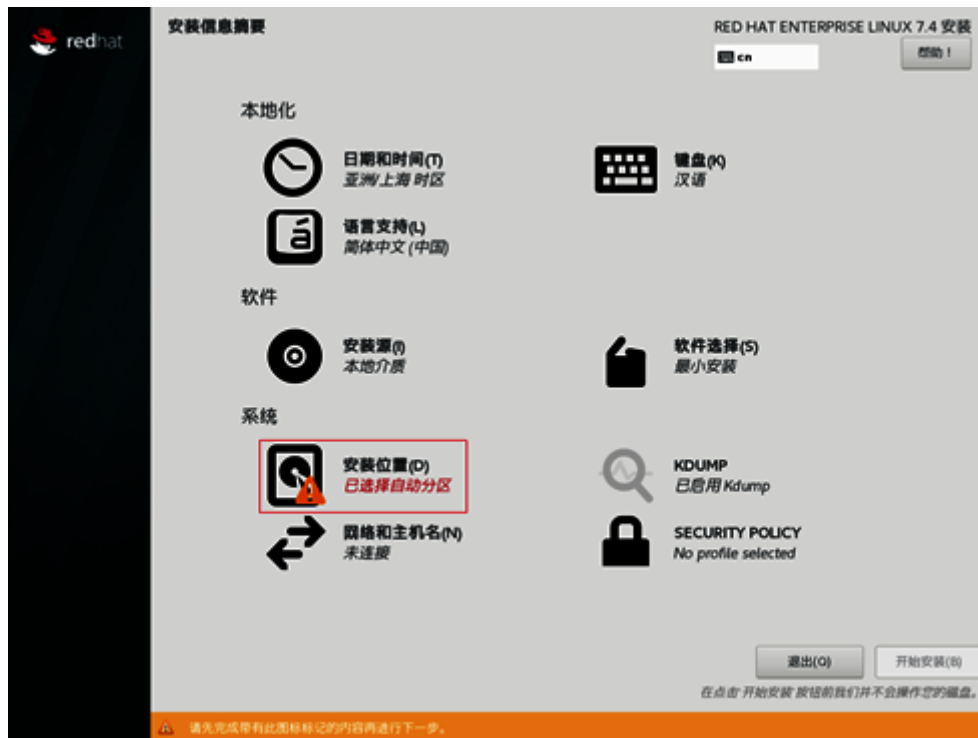 redhat
安装信息摘要
RED HAT ENTERPRISE LINUX 7.4 安装
cn
帮助！
本地化
日期和时间(T)
亚洲/上海 时区
键盘(K)
汉语
语言支持(L)
简体中文 (中国)
软件
安装源(I)
本地介质
软件选择(S)
最小安装
系统
安装位置(D)
已选择自动分区
KDUMP
已启用 Kdump
网络和主机名(N)
未连接
SECURITY POLICY
No profile selected
退出(Q)
开始安装(B)
在点击'开始安装'按钮前我们并不会操作您的磁盘。
请先完成带有此图标标记的内容再进行下一步。